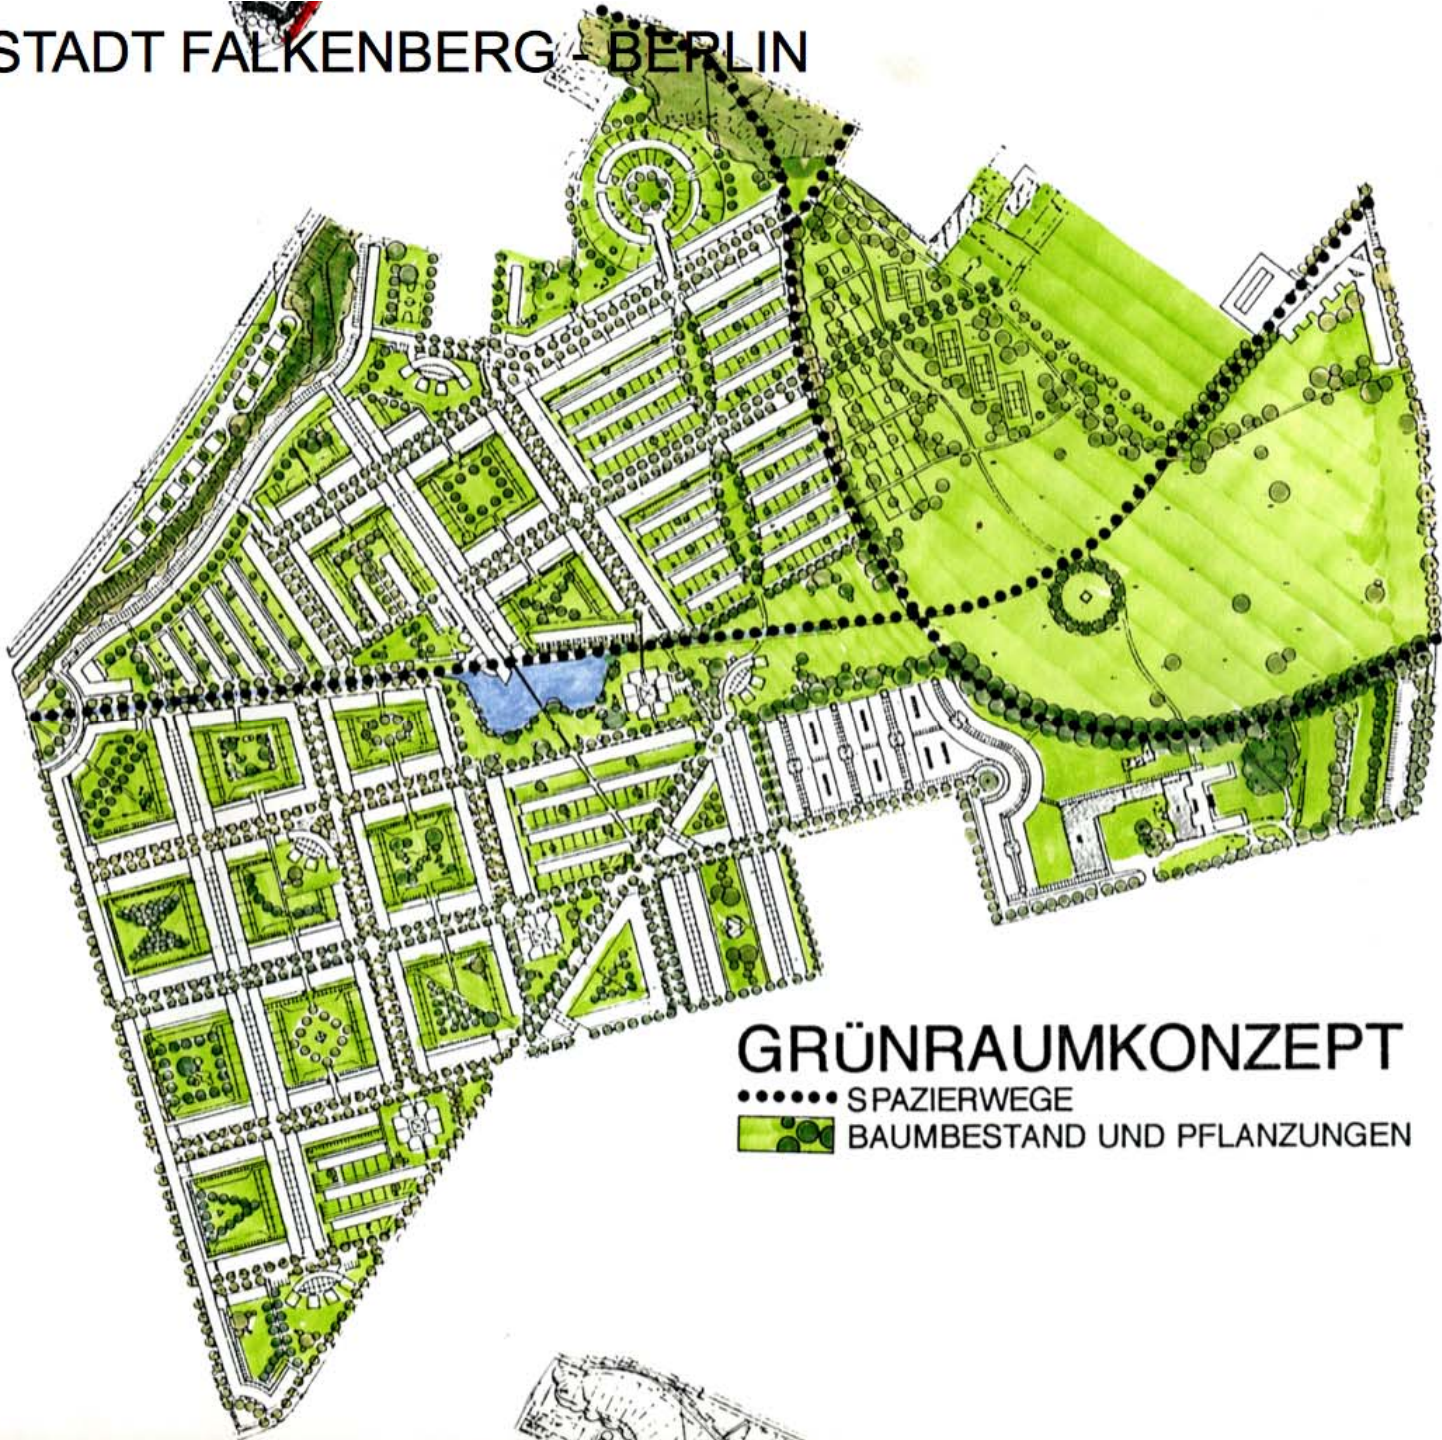 STADT FALKENBERG - BERLIN
GRÜNRAUMKONZEPT
SPAZIERWEGE
BAUMBESTAND UND PFLANZUNGEN